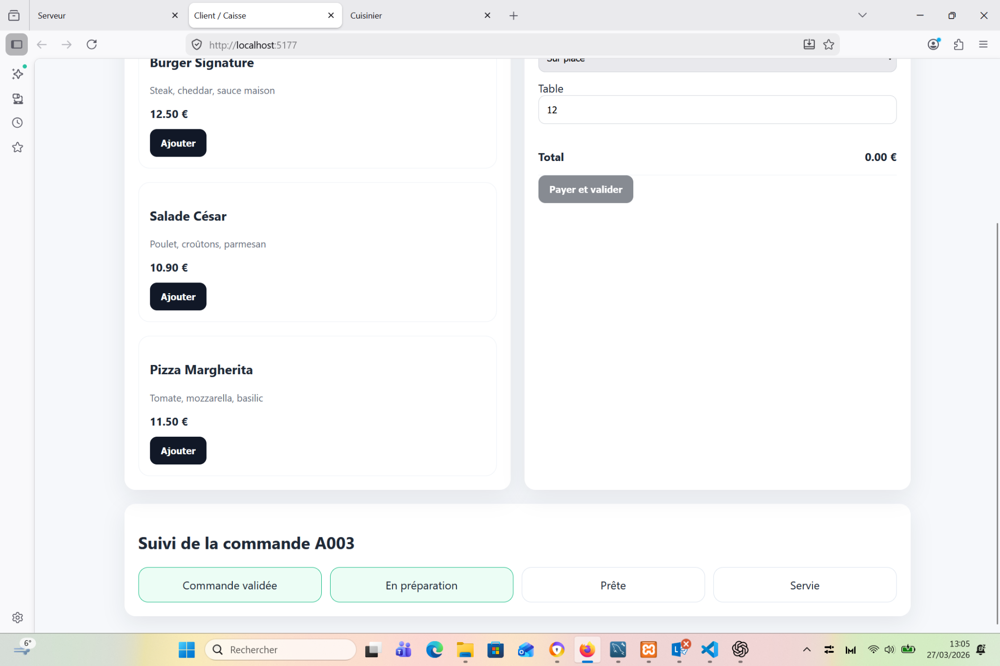 Serveur
Client / Caisse
Cuisinier
http://localhost:5177
Burger Signature
Steak, cheddar, sauce maison
12.50 €
Ajouter
Salade César
Poulet, croûtons, parmesan
10.90 €
Ajouter
Pizza Margherita
Tomate, mozzarella, basilic
11.50 €
Ajouter
Sur place
Table
12
Total 0.00 €
Payer et valider
Suivi de la commande A003
Commande validée
En préparation
Prête
Servie
6°
Rechercher
13:05
27/03/2026